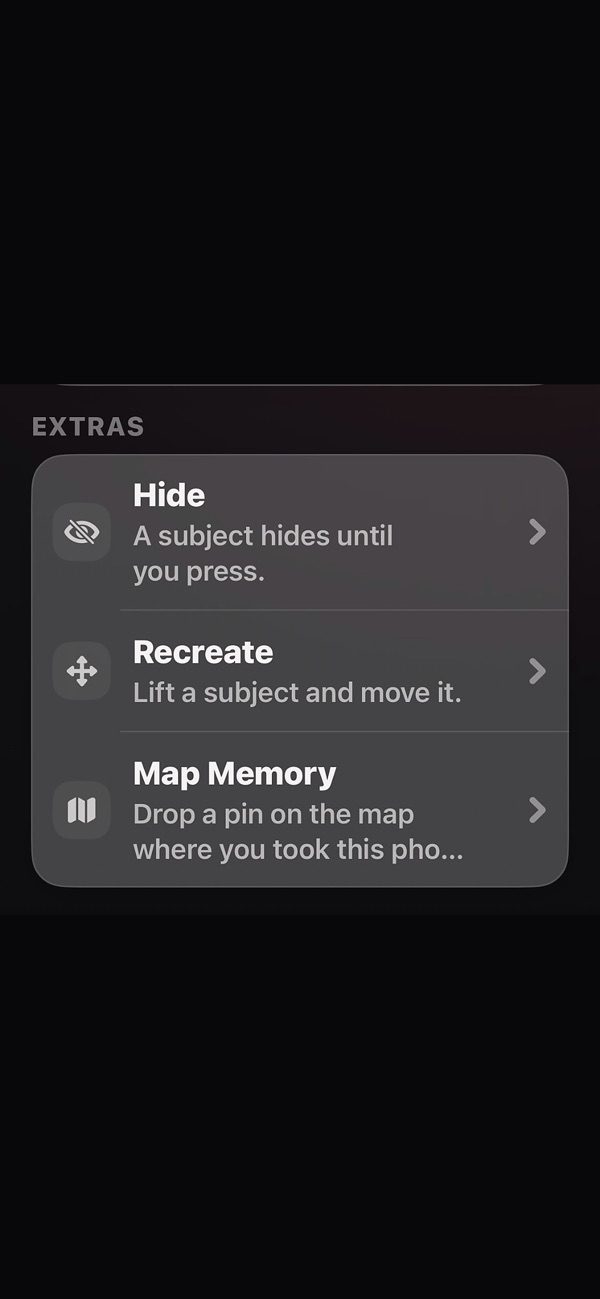 EXTRAS
Hide
A subject hides until
you press.
Recreate
Lift a subject and move it.
Map Memory
Drop a pin on the map
where you took this pho...